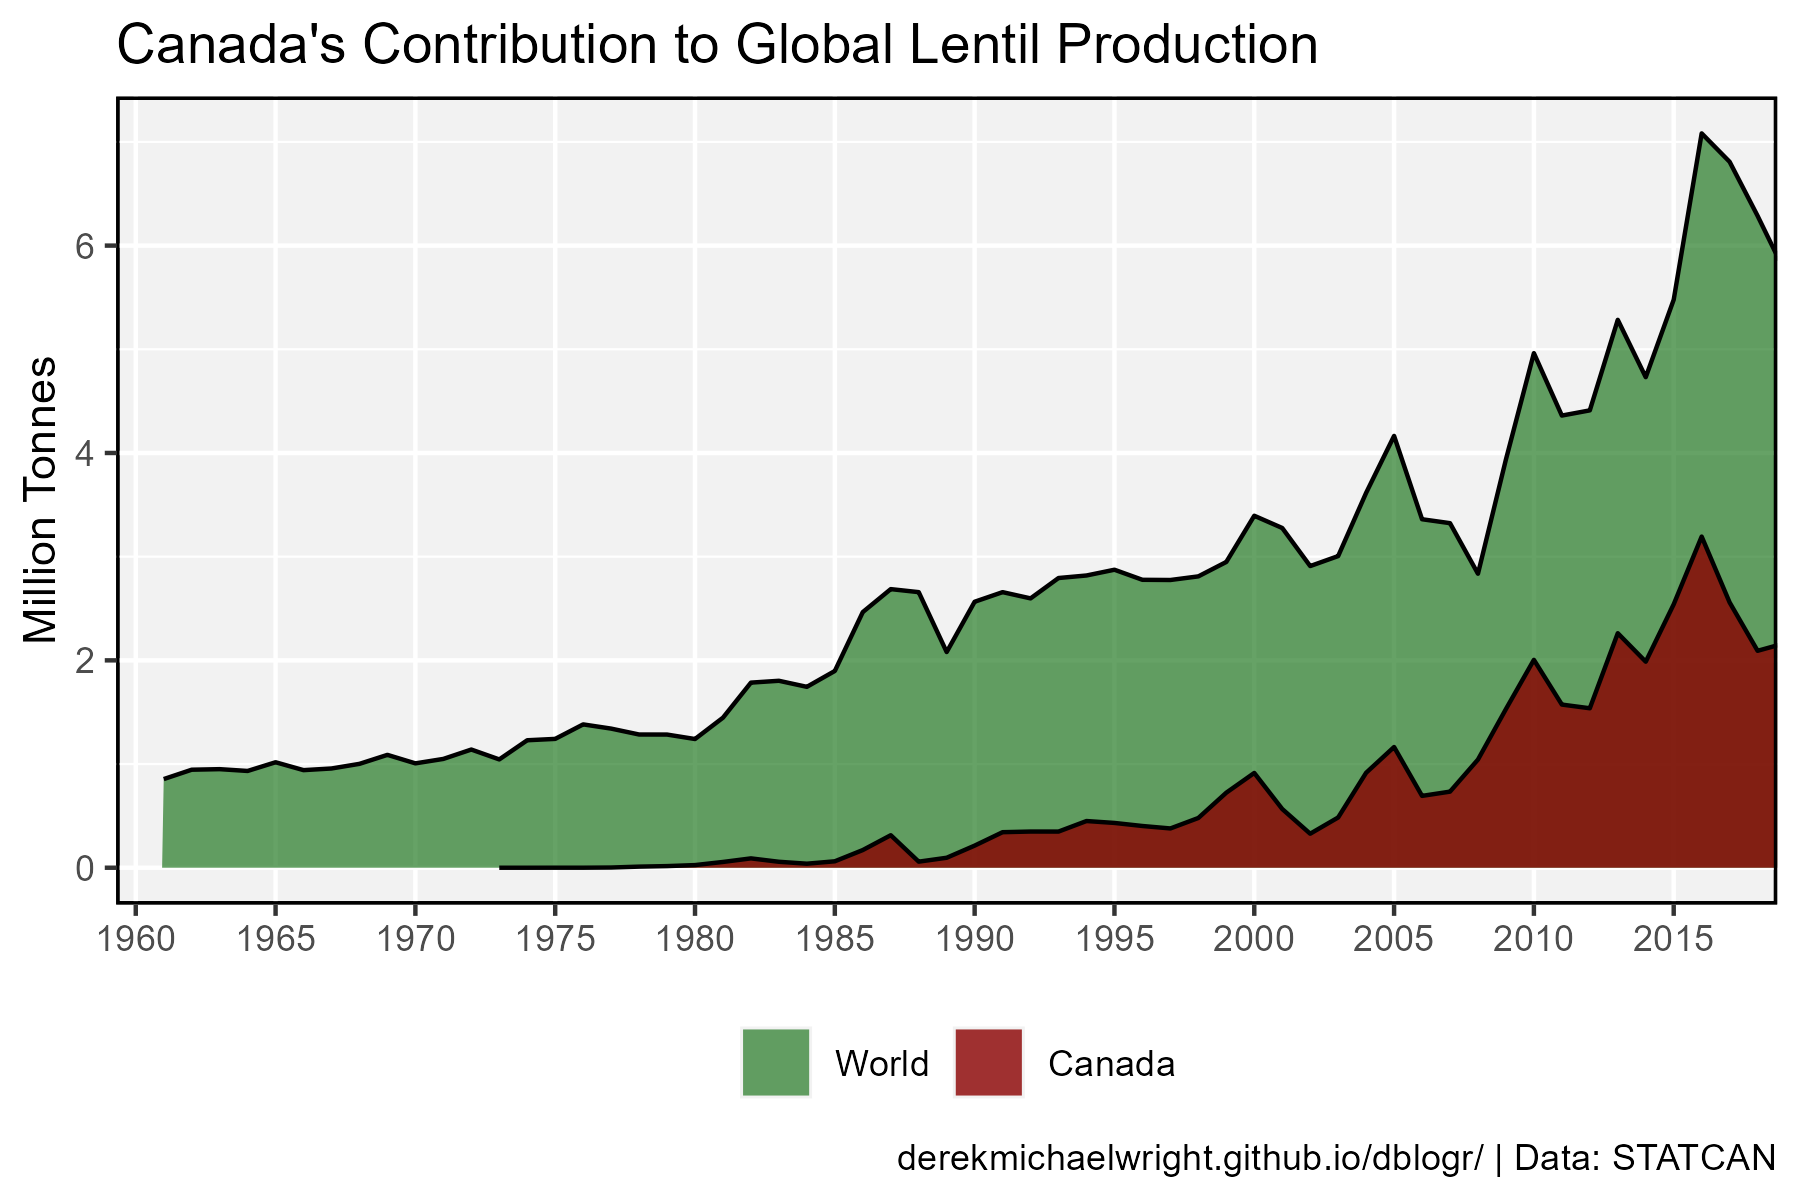 Canada's Contribution to Global Lentil Production
Million Tonnes
6
4
2
0
1960 1965 1970 1975 1980 1985 1990 1995 2000 2005 2010 2015
World Canada
derekmichaelwright.github.io/dblogr/ | Data: STATCAN